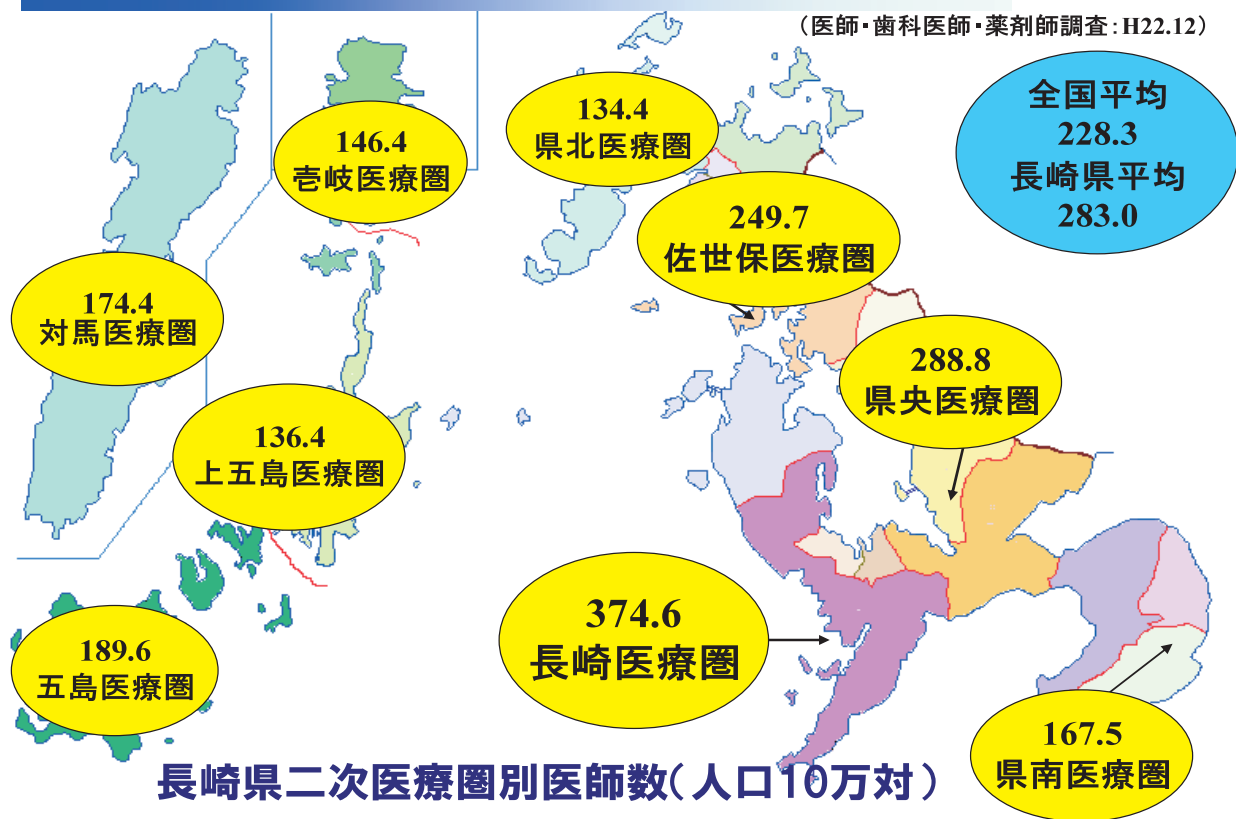 (医師・歯科医師・薬剤師調査:H22.12)
全国平均
228.3
長崎県平均
283.0
134.4
県北医療圏
146.4
壱岐医療圏
249.7
佐世保医療圏
174.4
対馬医療圏
288.8
県央医療圏
136.4
上五島医療圏
374.6
長崎医療圏
189.6
五島医療圏
167.5
県南医療圏
長崎県二次医療圏別医師数(人口10万対)